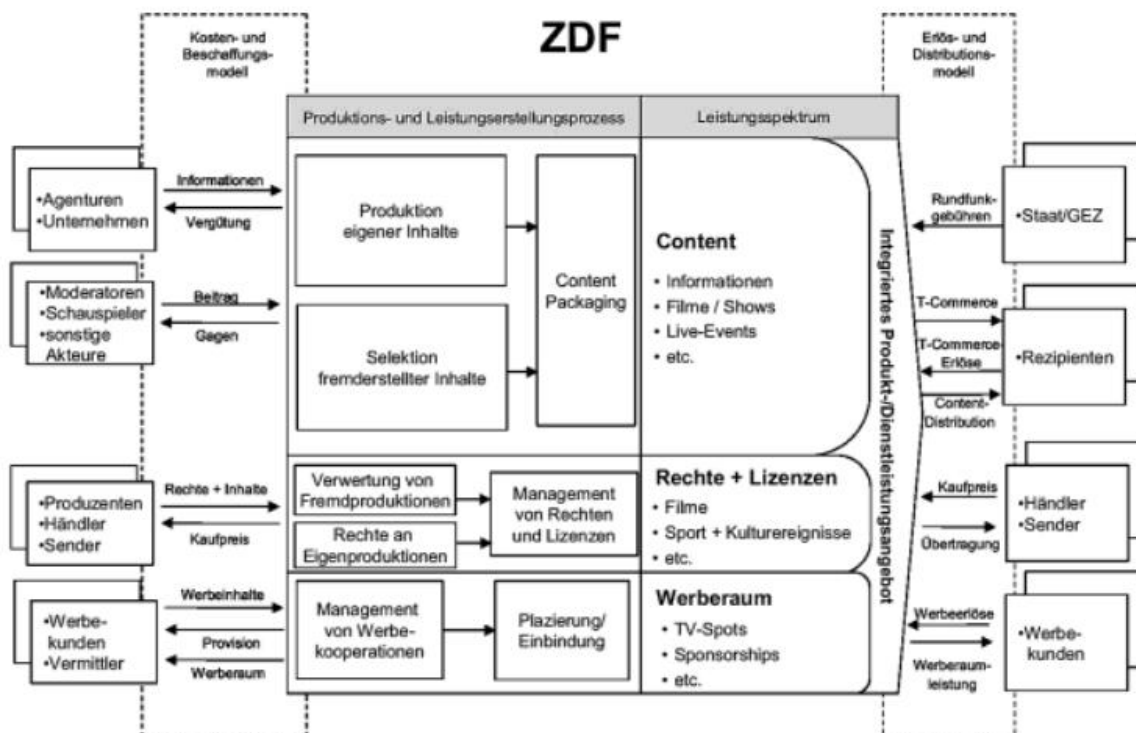 ZDF
Kosten- und
Beschaffungs-
modell
Erlös- und
Distributions-
modell
Produktions- und Leistungserstellungsprozess
Leistungsspektrum
•Agenturen
•Unternehmen
Informationen
Vergütung
•Moderatoren
•Schauspieler
•sonstige
Akteure
Beitrag
Gagen
•Produzenten
•Händler
•Sender
Rechte + Inhalte
Kaufpreis
•Werbe-
kunden
•Vermittler
Werbeinhalte
Provision
Werberaum
Produktion
eigener Inhalte
Selektion
fremderstellter Inhalte
Content
Packaging
Verwertung von
Fremdproduktionen
Rechte an
Eigenproduktionen
Management
von Rechten
und Lizenzen
Management
von Werbe-
kooperationen
Plazierung/
Einbindung
Content
• Informationen
• Filme / Shows
• Live-Events
• etc.
Rechte + Lizenzen
• Filme
• Sport + Kulturereignisse
• etc.
Werberaum
• TV-Spots
• Sponsorships
• etc.
Integriertes Produkt-/Dienstleistungsangebot
Rundfunk-
gebühren
•Staat/GEZ
T-Commerce
T-Commerce-
Erlöse
Content-
Distribution
•Rezipienten
Kaufpreis
Übertragung
•Händler
•Sender
Werbeerlöse
Werberaum-
leistung
•Werbe-
kunden